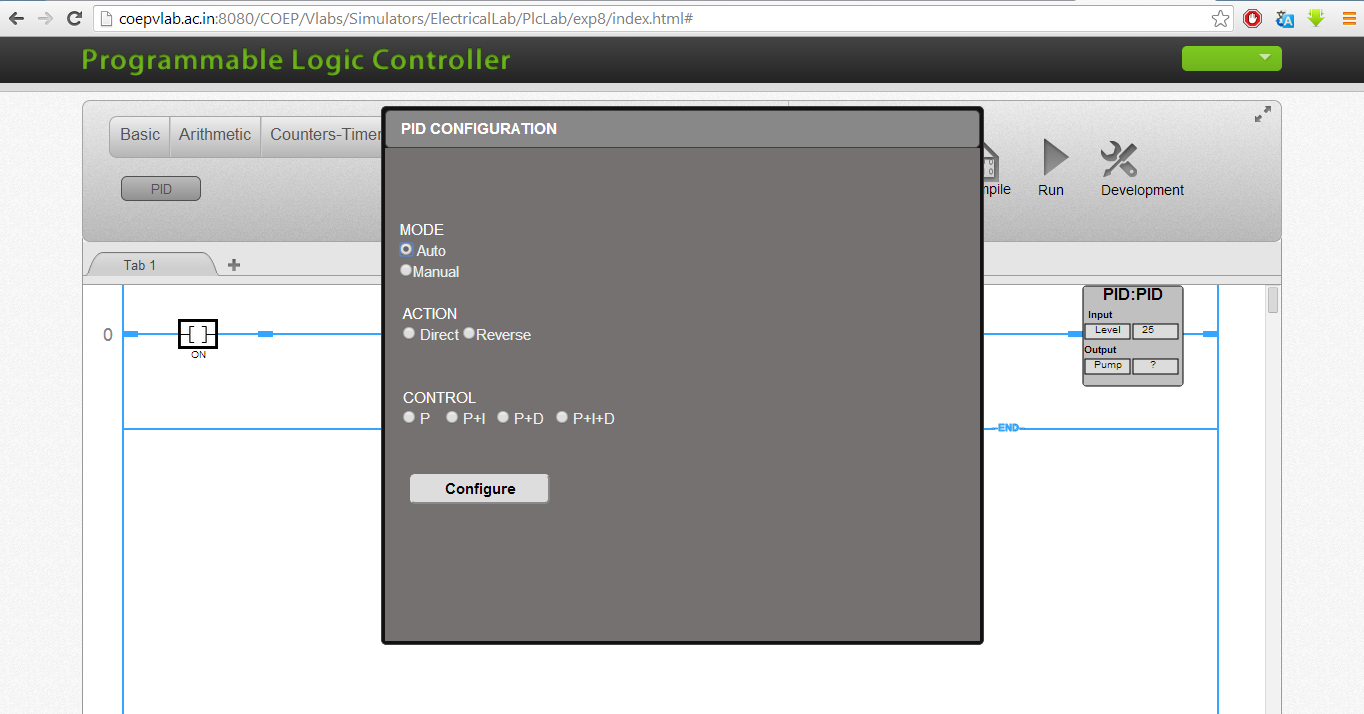 coepvlab.ac.in:8080/COEP/Vlabs/Simulators/ElectricalLab/PlcLab/exp8/index.html#
Programmable Logic Controller
Basic Arithmetic Counters-Timer
PID
mpile Run Development
PID CONFIGURATION
MODE
Auto
Manual
ACTION
Direct Reverse
CONTROL
P P+I P+D P+I+D
Configure
Tab 1
0
[ ]
ON
PID:PID
Input
Level 25
Output
Pump ?
END